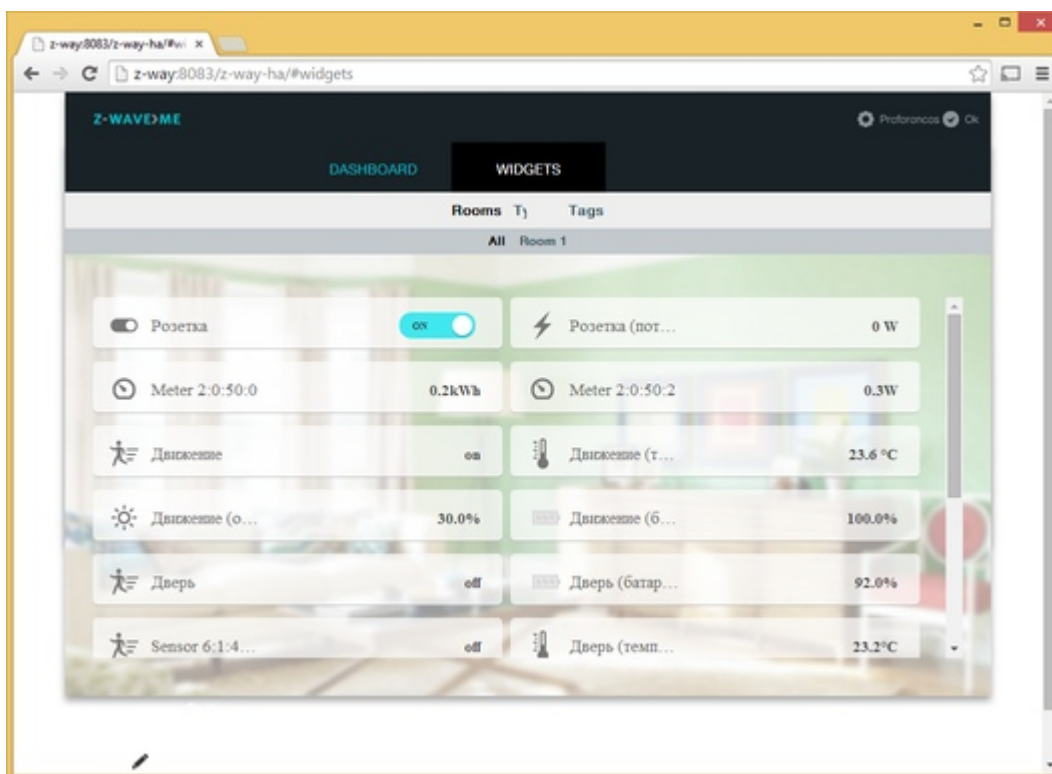 z-way:8083/z-way-ha/#wi
z-way:8083/z-way-ha/#widgets
Z-WAVE>ME
Preferences Ok
DASHBOARD WIDGETS
Rooms Ty Tags
All Room 1
Розетка ON
Розетка (пот... 0 W
Meter 2:0:50:0 0.2kWh
Meter 2:0:50:2 0.3W
Движение on
Движение (т... 23.6 °C
Движение (о... 30.0%
Движение (б... 100.0%
Дверь off
Дверь (батар... 92.0%
Sensor 6:1:4... off
Дверь (темп... 23.2°C